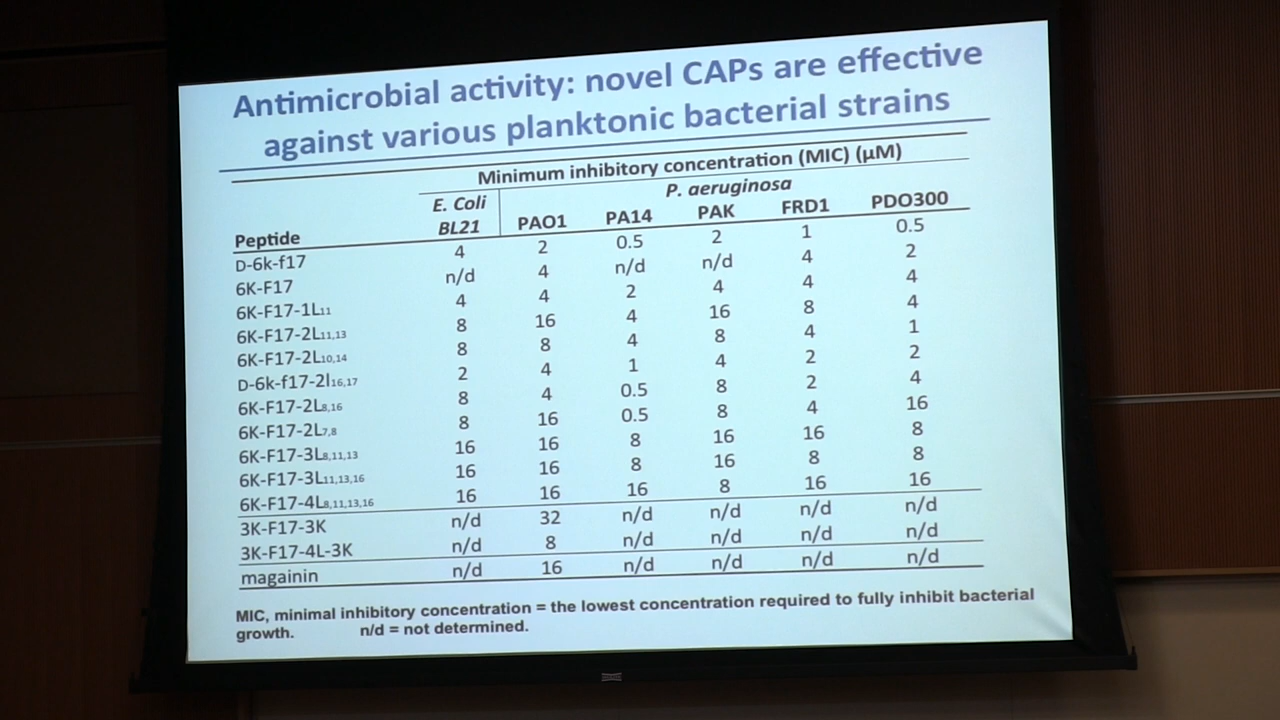 Antimicrobial activity: novel CAPs are effective
against various planktonic bacterial strains
Minimum inhibitory concentration (MIC) (µM)
E. Coli P. aeruginosa
Peptide BL21 PAO1 PA14 PAK FRD1 PDO300
D-6k-f17 4 2 0.5 2 1 0.5
6K-F17 n/d 4 n/d n/d 4 2
6K-F17-1L11 4 4 2 4 4 4
6K-F17-2L11,13 8 16 4 16 8 4
6K-F17-2L10,14 8 8 4 8 4 1
D-6k-f17-2l16,17 2 4 1 4 2 2
6K-F17-2L8,16 8 4 0.5 8 2 4
6K-F17-2L7,8 8 16 0.5 8 4 16
6K-F17-3L8,11,13 16 16 8 16 16 8
6K-F17-3L11,13,16 16 16 8 16 8 8
6K-F17-4L8,11,13,16 16 16 16 8 16 16
3K-F17-3K n/d 32 n/d n/d n/d n/d
3K-F17-4L-3K n/d 8 n/d n/d n/d n/d
magainin n/d 16 n/d n/d n/d n/d
MIC, minimal inhibitory concentration = the lowest concentration required to fully inhibit bacterial
growth. n/d = not determined.